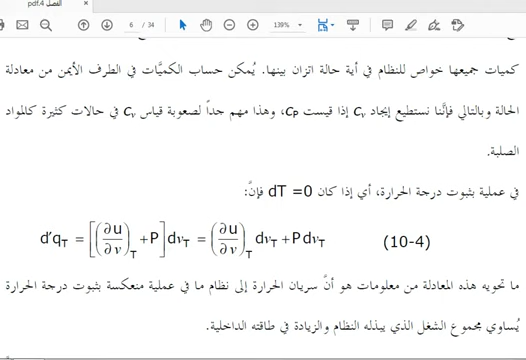 الفصل 4.pdf ×
6 / 34 139%
كميات جميعها خواص للنظام في أية حالة اتزان بينها. يُمكن حساب الكميَّات في الطرف الأيمن من معادلة
الحالة وبالتالي فإنَّنا نستطيع إيجاد Cv إذا قيست CP، وهذا مهم جداً لصعوبة قياس Cv في حالات كثيرة كالمواد
الصلبة.
في عملية بثبوت درجة الحرارة، أي إذا كان dT =0 فإنَّ:
d′qT = [(∂u/∂v)T + P] dvT = (∂u/∂v)T dvT + P dvT (10-4)
ما تحويه هذه المعادلة من معلومات هو أنَّ سريان الحرارة إلى نظام ما في عملية منعكسة بثبوت درجة الحرارة
يُساوي مجموع الشغل الذي يبذله النظام والزيادة في طاقته الداخلية.